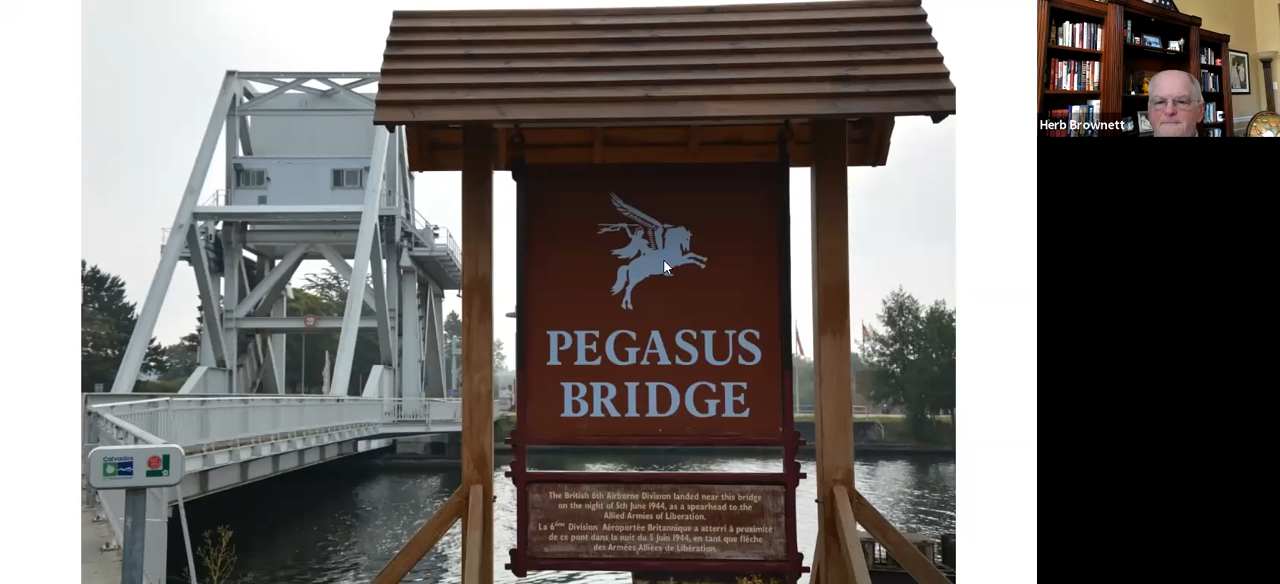 Herb Brownett
PEGASUS
BRIDGE
Calvados
30
The British 6th Airborne Division landed near this bridge
on the night of 5th June 1944, as a spearhead to the
Allied Armies of Liberation.
La 6ème Division Aéroportée Britannique a atterri à proximité
de ce pont dans la nuit du 5 Juin 1944, en tant que flèche
des Armées Alliées de Libération.